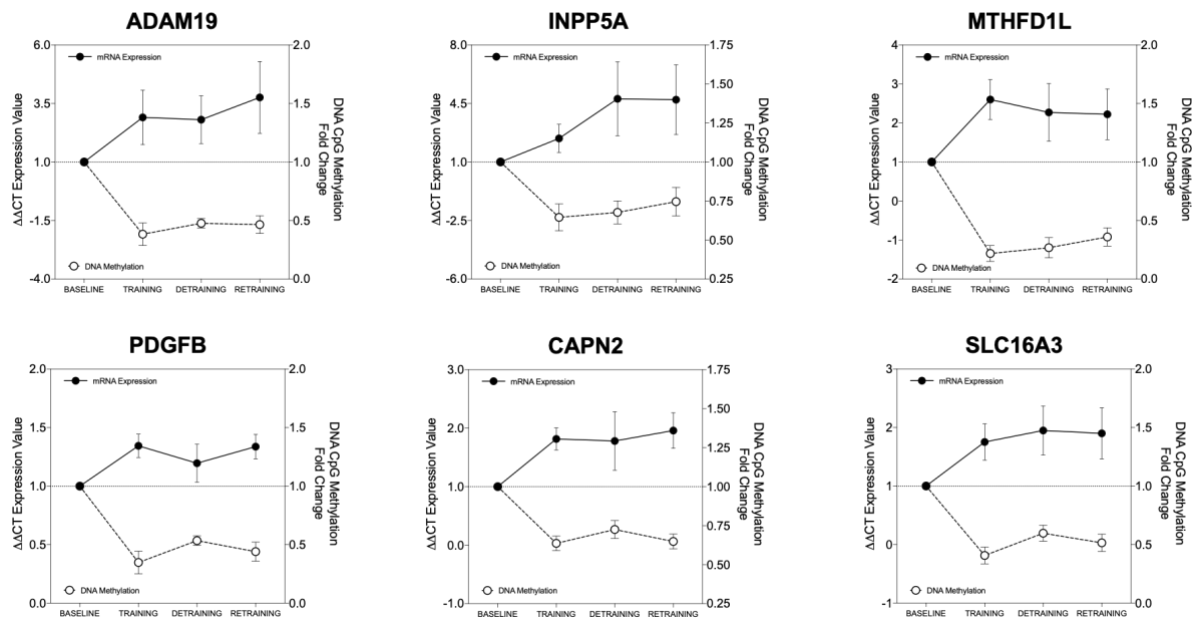 ADAM19
6.0
3.5
1.0
-1.5
-4.0
ΔΔCT Expression Value
mRNA Expression
DNA Methylation
2.0
1.5
1.0
0.5
0.0
DNA CpG Methylation
Fold Change
BASELINE TRAINING DETRAINING RETRAINING
INPP5A
8.0
4.5
1.0
-2.5
-6.0
ΔΔCT Expression Value
mRNA Expression
DNA Methylation
1.75
1.50
1.25
1.00
0.75
0.50
0.25
DNA CpG Methylation
Fold Change
BASELINE TRAINING DETRAINING RETRAINING
MTHFD1L
4
3
2
1
0
-1
-2
ΔΔCT Expression Value
mRNA Expression
DNA Methylation
2.0
1.5
1.0
0.5
0.0
DNA CpG Methylation
Fold Change
BASELINE TRAINING DETRAINING RETRAINING
PDGFB
2.0
1.5
1.0
0.5
0.0
ΔΔCT Expression Value
mRNA Expression
DNA Methylation
2.0
1.5
1.0
0.5
0.0
DNA CpG Methylation
Fold Change
BASELINE TRAINING DETRAINING RETRAINING
CAPN2
3.0
2.0
1.0
0.0
-1.0
ΔΔCT Expression Value
mRNA Expression
DNA Methylation
1.75
1.50
1.25
1.00
0.75
0.50
0.25
DNA CpG Methylation
Fold Change
BASELINE TRAINING DETRAINING RETRAINING
SLC16A3
3
2
1
0
-1
ΔΔCT Expression Value
mRNA Expression
DNA Methylation
2.0
1.5
1.0
0.5
0.0
DNA CpG Methylation
Fold Change
BASELINE TRAINING DETRAINING RETRAINING